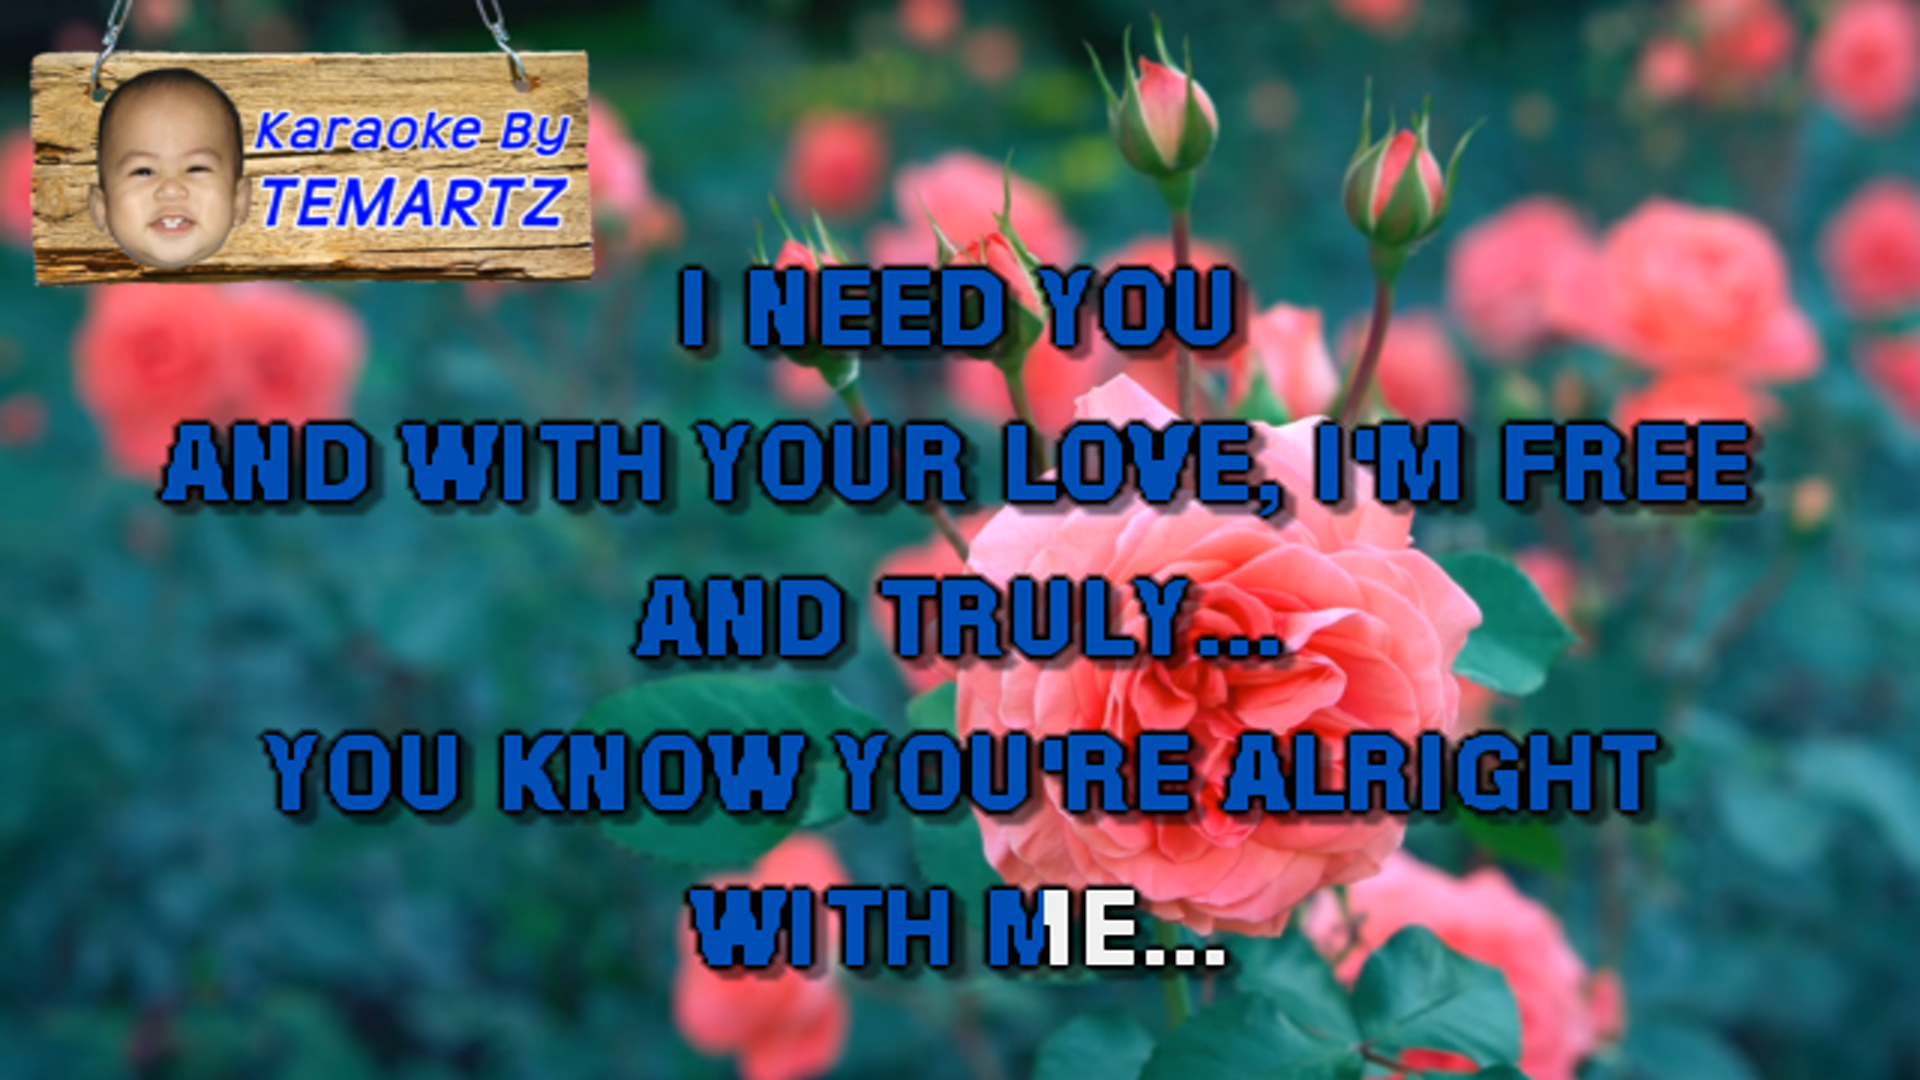 Karaoke By
TEMARTZ
I NEED YOU
AND WITH YOUR LOVE, I'M FREE
AND TRULY...
YOU KNOW YOU'RE ALRIGHT
WITH ME...